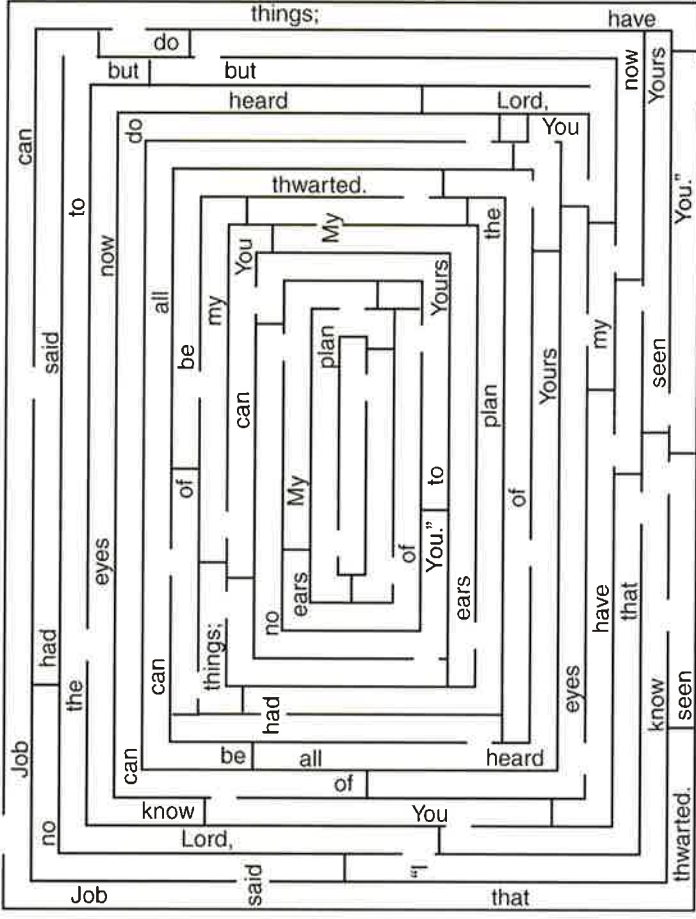 things;
have
do
but
but
now
Yours
heard
Lord,
can
do
You
to
thwarted.
You."
now
My
the
You
Yours
all
my
said
be
plan
my
seen
can
Yours
plan
of
My
to
of
eyes
of
You."
ears
no
ears
have
that
had
things;
the
can
had
eyes
know
seen
Job
can
be
all
heard
of
know
You
no
Lord,
thwarted.
Job
said
"I
that